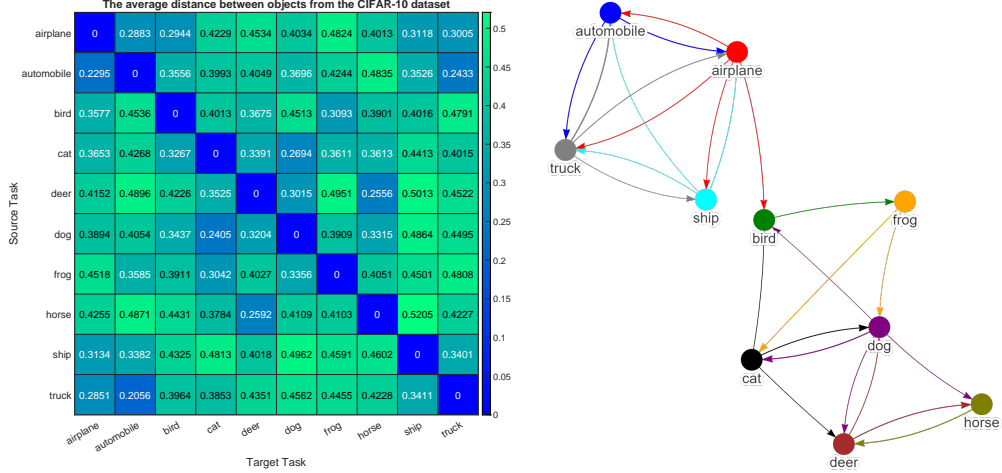 The average distance between objects from the CIFAR-10 dataset
Source Task
airplane 0 0.2883 0.2944 0.4229 0.4534 0.4034 0.4824 0.4013 0.3118 0.3005
automobile 0.2295 0 0.3556 0.3993 0.4049 0.3696 0.4244 0.4835 0.3526 0.2433
bird 0.3577 0.4536 0 0.4013 0.3675 0.4513 0.3093 0.3901 0.4016 0.4791
cat 0.3653 0.4268 0.3267 0 0.3391 0.2694 0.3611 0.3613 0.4413 0.4015
deer 0.4152 0.4896 0.4226 0.3525 0 0.3015 0.4951 0.2556 0.5013 0.4522
dog 0.3894 0.4054 0.3437 0.2405 0.3204 0 0.3909 0.3315 0.4864 0.4495
frog 0.4518 0.3585 0.3911 0.3042 0.4027 0.3356 0 0.4051 0.4501 0.4808
horse 0.4255 0.4871 0.4431 0.3784 0.2592 0.4109 0.4103 0 0.5205 0.4227
ship 0.3134 0.3382 0.4325 0.4813 0.4018 0.4962 0.4591 0.4602 0 0.3401
truck 0.2851 0.2056 0.3964 0.3853 0.4351 0.4562 0.4455 0.4228 0.3411 0
airplane automobile bird cat deer dog frog horse ship truck
Target Task
0.5
0.45
0.4
0.35
0.3
0.25
0.2
0.15
0.1
0.05
0
automobile
airplane
truck
ship
bird
frog
dog
cat
horse
deer